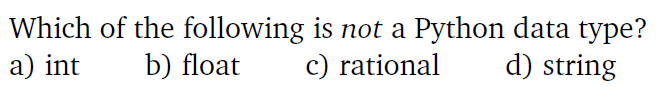 Which of the following is not a Python data type?
a) int b) float c) rational d) string